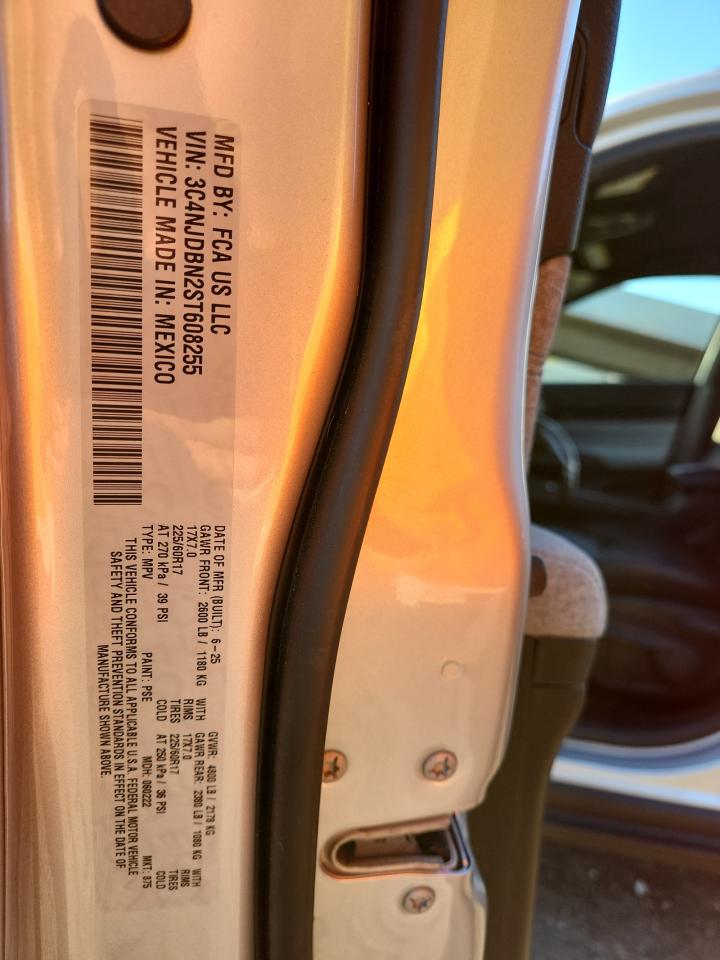 MFD BY: FCA US LLC
VIN: 3C4NJDBN2ST608255
VEHICLE MADE IN: MEXICO
DATE OF MFR (BUILT): 6-25 GVWR: 4800 LB / 2178 KG
GAWR FRONT: 2600 LB / 1180 KG WITH GAWR REAR: 2380 LB / 1080 KG WITH
17X7.0 RIMS 17X7.0 RIMS
225/60R17 TIRES 225/60R17 TIRES
AT 270 kPa / 39 PSI COLD AT 250 kPa / 36 PSI COLD
TYPE: MPV PAINT: PSE MDH: 060222 MKT: 875
THIS VEHICLE CONFORMS TO ALL APPLICABLE U.S.A. FEDERAL MOTOR VEHICLE
SAFETY AND THEFT PREVENTION STANDARDS IN EFFECT ON THE DATE OF
MANUFACTURE SHOWN ABOVE.